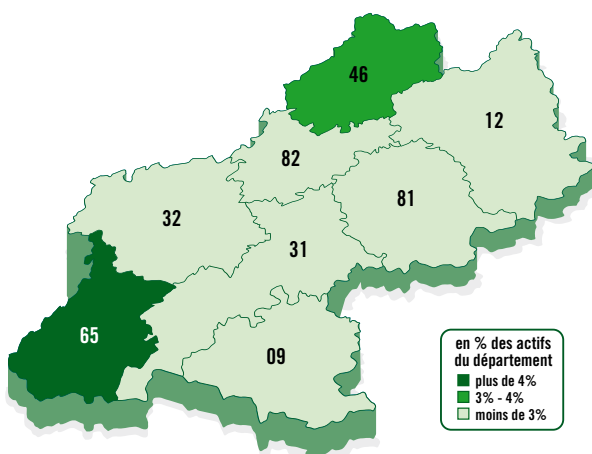 46
12
82
81
32
31
65
09
en % des actifs
du département
plus de 4%
3% - 4%
moins de 3%